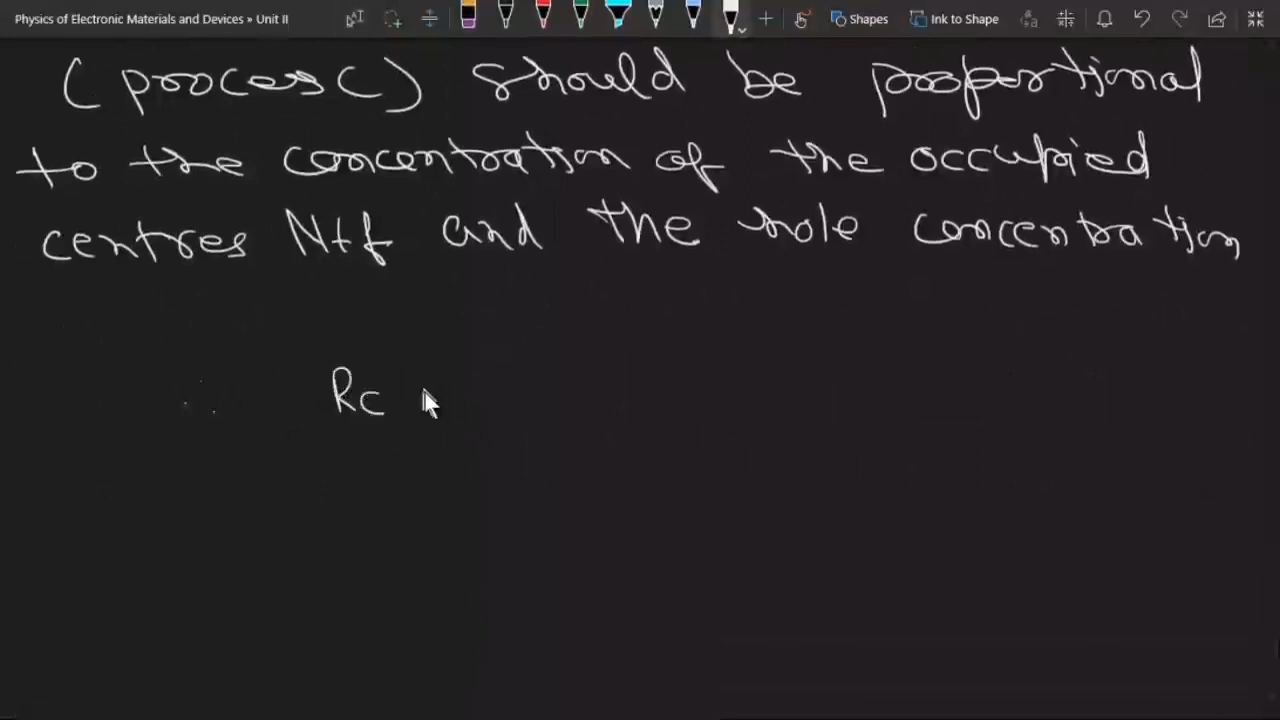 Physics of Electronic Materials and Devices » Unit II
Shapes
Ink to Shape
(process C) should be proportional
to the concentration of the occupied
centres Ntf and the hole concentration
∴ Rc